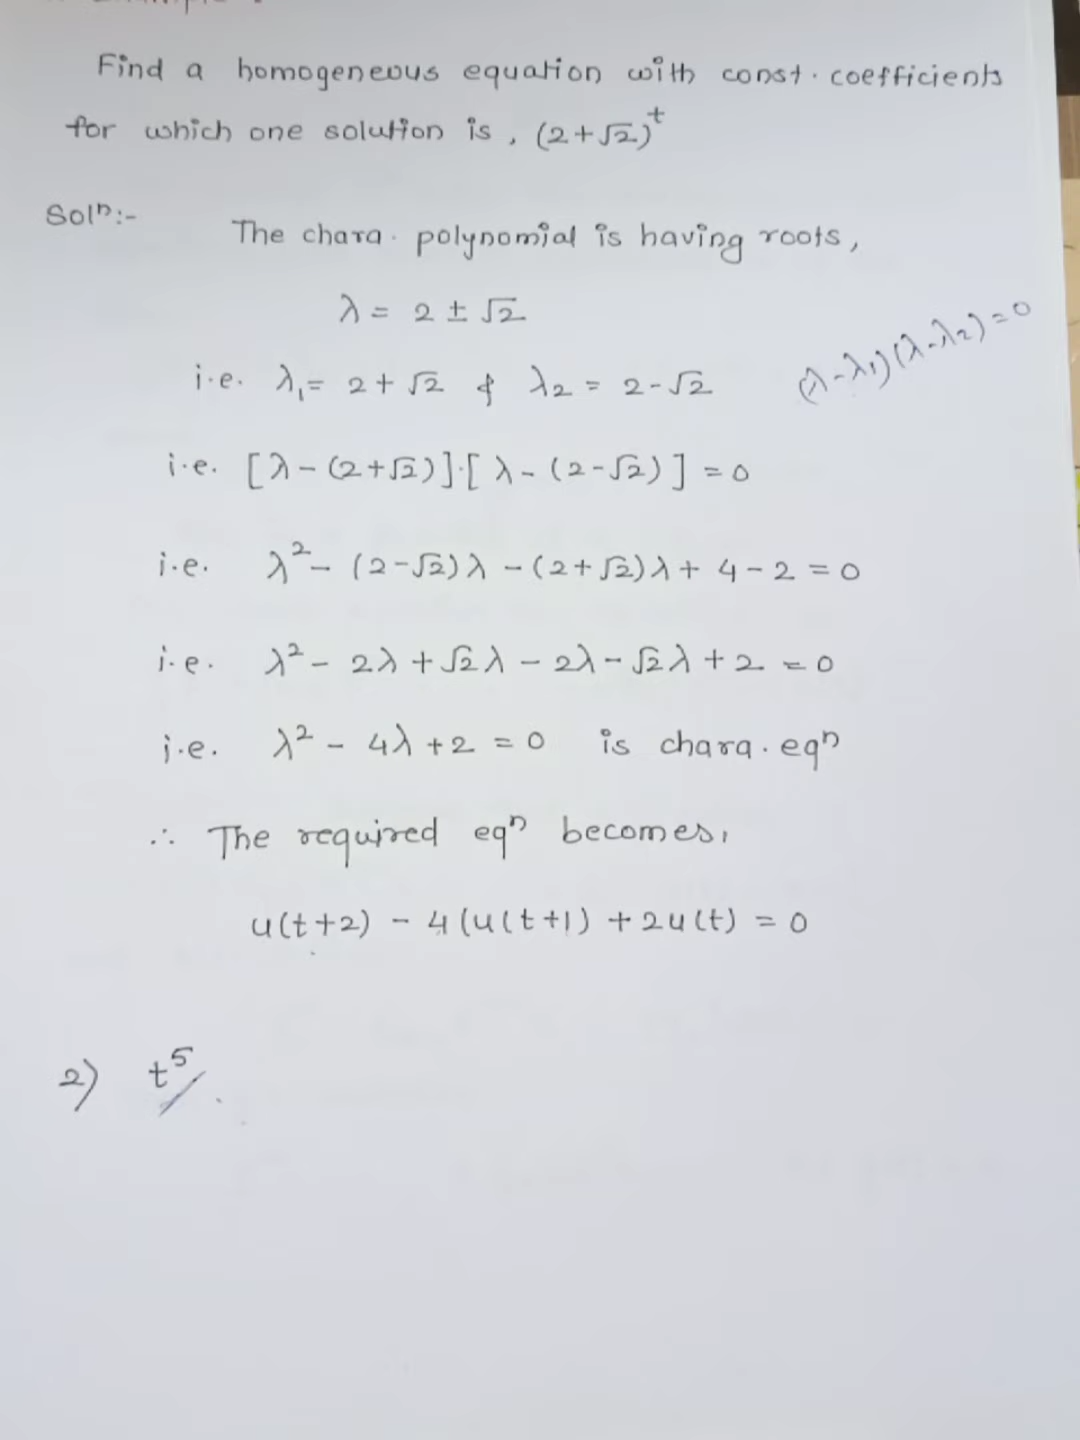 Find a homogeneous equation with const. coefficients
for which one solution is, (2+√2)^t
Solⁿ:- The chara. polynomial is having roots,
λ = 2 ± √2
i.e. λ₁ = 2 + √2 & λ₂ = 2 - √2
(λ-λ₁)(λ-λ₂)=0
i.e. [λ - (2+√2)]·[λ - (2-√2)] = 0
i.e. λ² - (2-√2)λ - (2+√2)λ + 4 - 2 = 0
i.e. λ² - 2λ + √2λ - 2λ - √2λ + 2 = 0
i.e. λ² - 4λ + 2 = 0 is chara. eqⁿ
∴ The required eqⁿ becomes,
u(t+2) - 4(u(t+1) + 2u(t) = 0
2) t⁵